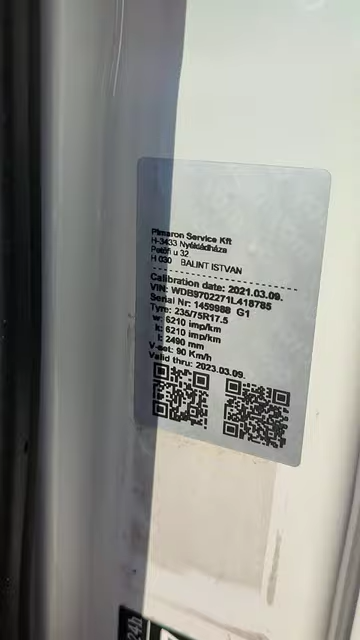 Pimaron Service Kft
H-3433 Nyékládháza
Petőfi u 32
H 030 BALINT ISTVAN
Calibration date: 2021.03.09.
VIN: WDB9702271L418785
Serial Nr: 1459988 G1
Tyre: 235/75R17.5
w: 6210 imp/km
k: 6210 imp/km
l: 2490 mm
V-set: 90 Km/h
Valid thru: 2023.03.09.
24h